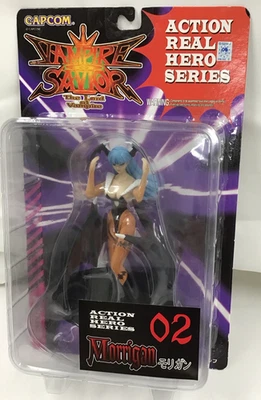 CAPCOM
VAMPIRE
SAVIOR
The Lord of Vampire
ACTION
REAL
HERO
SERIES
WARNING
ACTION
REAL
HERO
SERIES
02
Morrigan モリガン